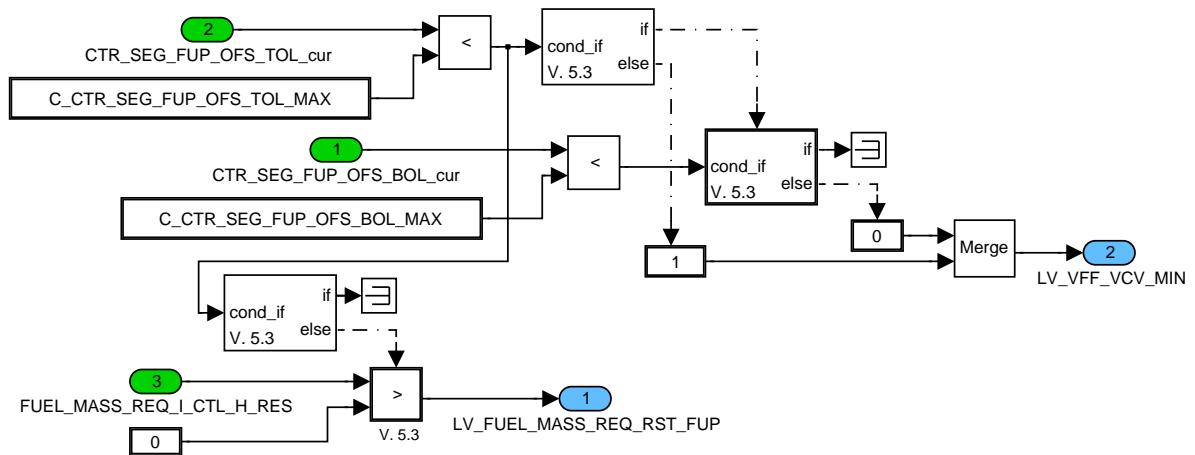 2
CTR_SEG_FUP_OFS_TOL_cur
C_CTR_SEG_FUP_OFS_TOL_MAX
<
cond_if
if
else
V. 5.3
1
CTR_SEG_FUP_OFS_BOL_cur
C_CTR_SEG_FUP_OFS_BOL_MAX
<
cond_if
if
else
V. 5.3
0
1
Merge
2
LV_VFF_VCV_MIN
cond_if
if
else
V. 5.3
3
FUEL_MASS_REQ_I_CTL_H_RES
0
>
V. 5.3
1
LV_FUEL_MASS_REQ_RST_FUP